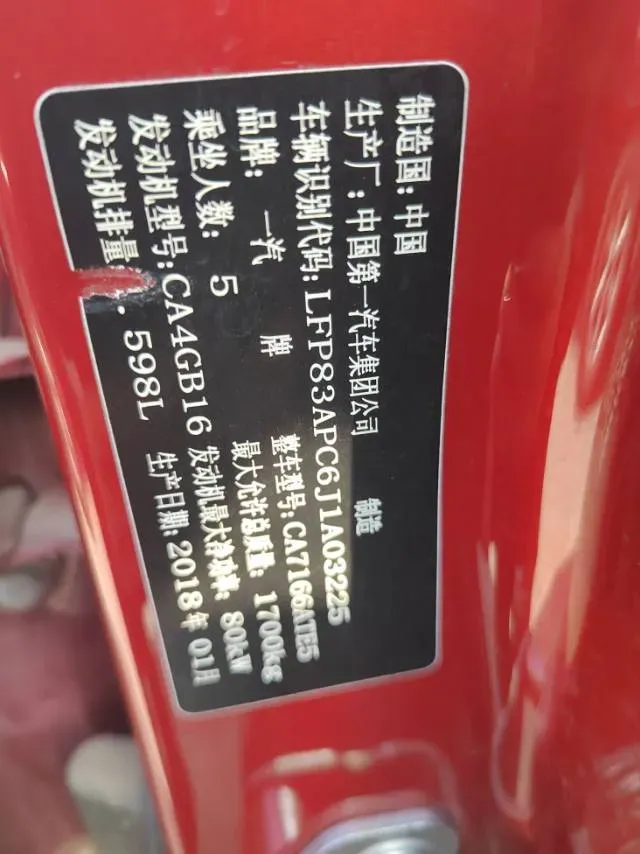 制造国:中国
生产厂:中国第一汽车集团公司 制造
车辆识别代码:LFP83APC6J1A03225
品牌: 一汽 牌 整车型号:CA7166ATE5
乘坐人数: 5 最大允许总质量: 1700kg
发动机型号:CA4GB16 发动机最大净功率: 80kW
发动机排量 .598L 生产日期:2018年 01月